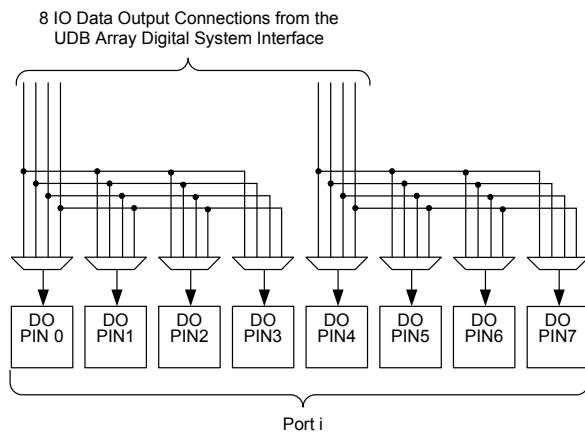 8 IO Data Output Connections from the
UDB Array Digital System Interface
DO
PIN 0
DO
PIN1
DO
PIN2
DO
PIN3
DO
PIN4
DO
PIN5
DO
PIN6
DO
PIN7
Port i